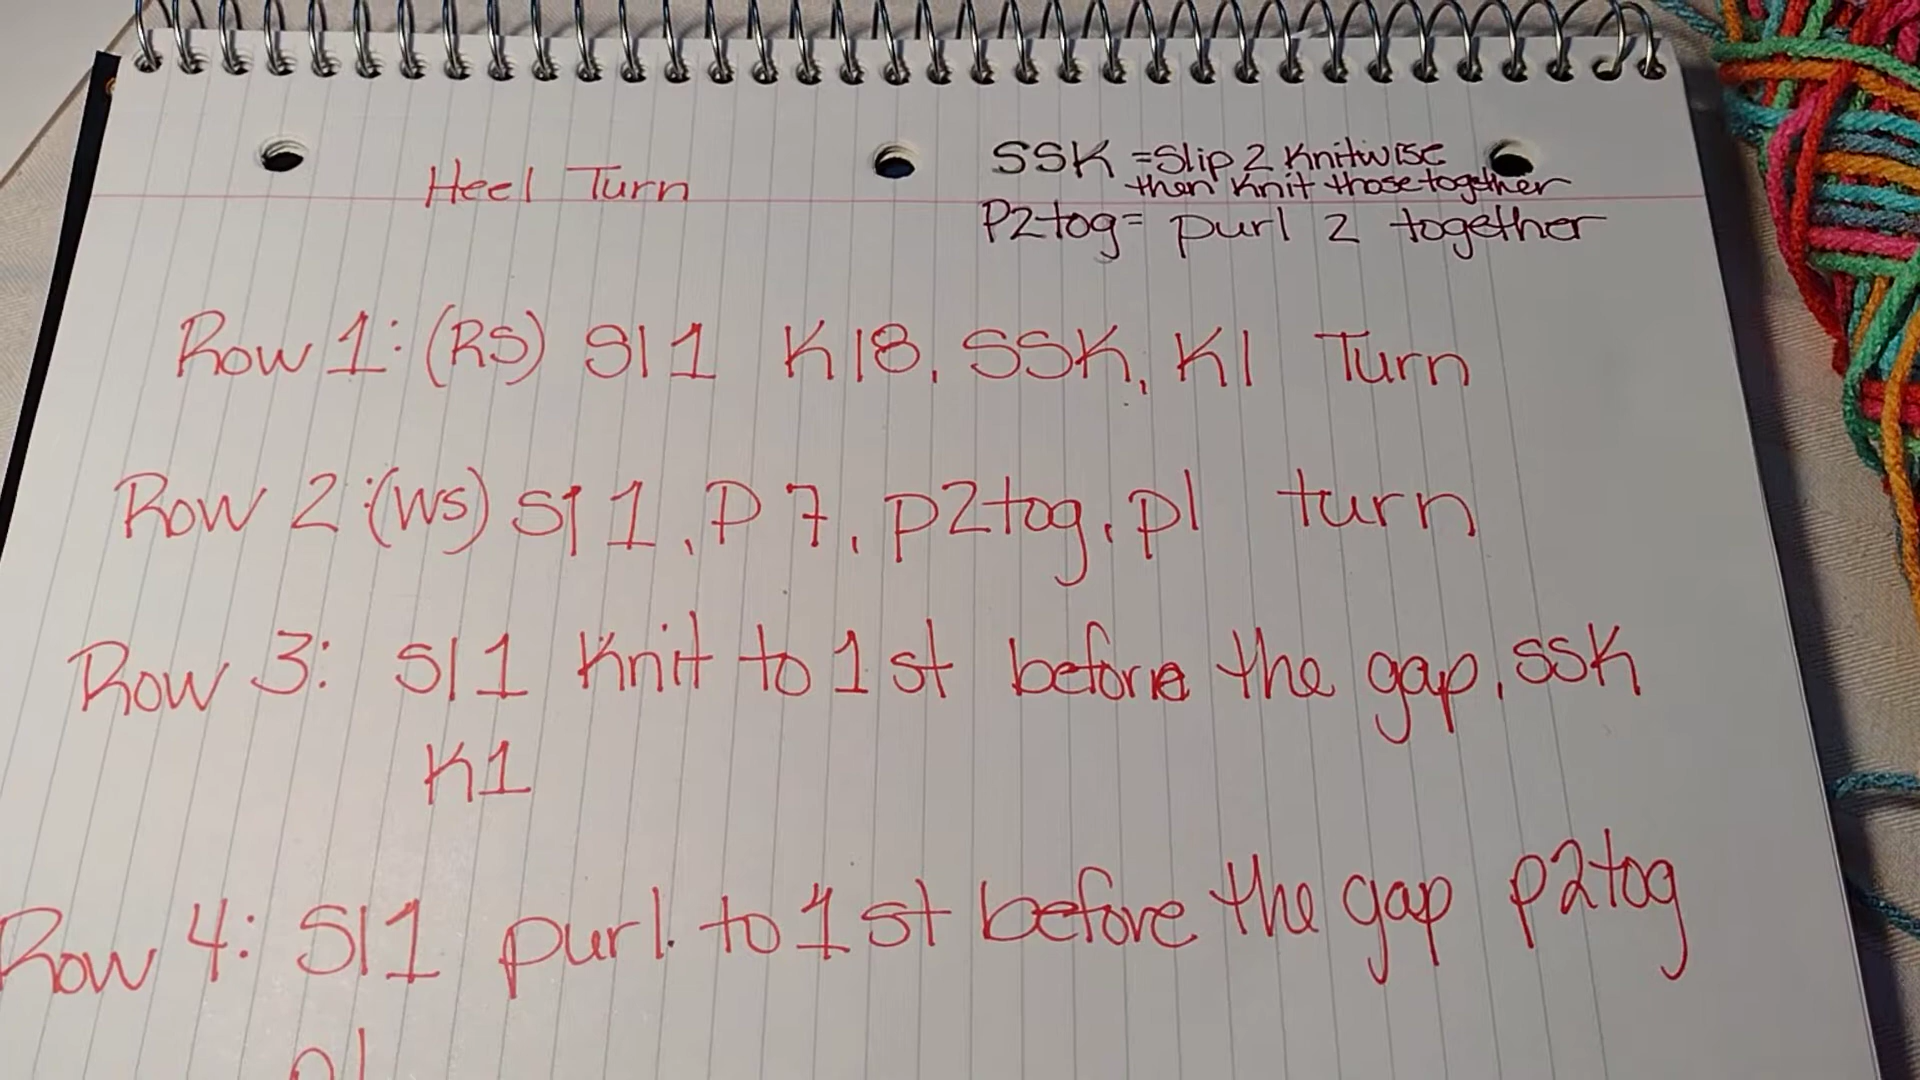 Heel Turn
SSK = Slip 2 Knitwise
then Knit those together
P2tog = purl 2 together
Row 1: (RS) Sl 1 K18, SSK, K1 Turn
Row 2: (WS) Sl 1, P 7, p2tog, p1 turn
Row 3: Sl 1 Knit to 1 st before the gap, SSK
K1
Row 4: Sl 1 purl to 1 st before the gap p2tog
p1